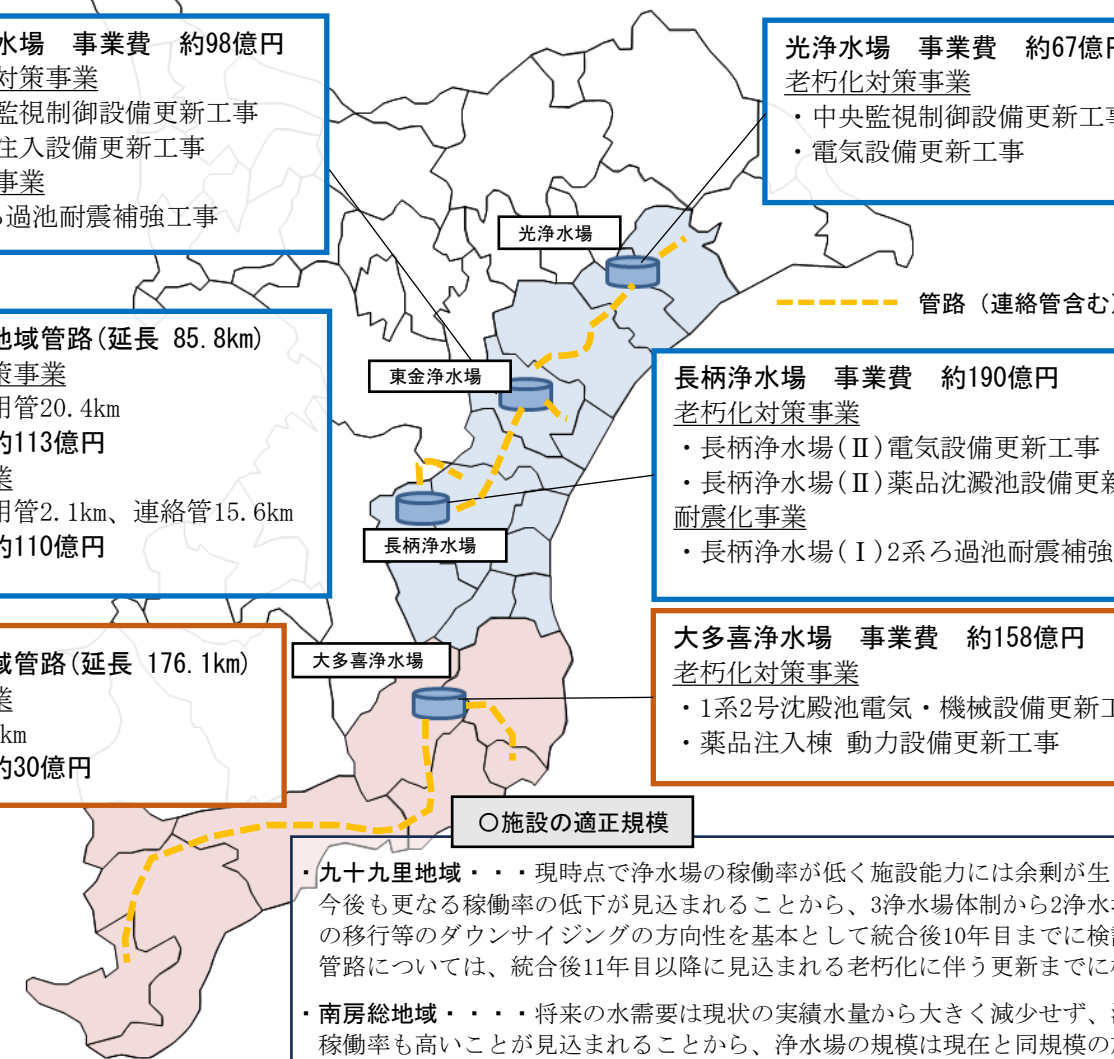 水場　事業費　約98億円
対策事業
監視制御設備更新工事
注入設備更新工事
事業
ろ過池耐震補強工事
光浄水場　事業費　約67億円
老朽化対策事業
・中央監視制御設備更新工事
・電気設備更新工事
光浄水場
管路（連絡管含む）
地域管路(延長 85.8km)
策事業
用管20.4km
約113億円
業
用管2.1km、連絡管15.6km
約110億円
東金浄水場
長柄浄水場　事業費　約190億円
老朽化対策事業
・長柄浄水場(Ⅱ)電気設備更新工事
・長柄浄水場(Ⅱ)薬品沈澱池設備更新
耐震化事業
・長柄浄水場(Ⅰ)2系ろ過池耐震補強
長柄浄水場
域管路(延長 176.1km)
業
km
約30億円
大多喜浄水場
大多喜浄水場　事業費　約158億円
老朽化対策事業
・1系2号沈殿池電気・機械設備更新工
・薬品注入棟 動力設備更新工事
〇施設の適正規模
・九十九里地域・・・現時点で浄水場の稼働率が低く施設能力には余剰が生
今後も更なる稼働率の低下が見込まれることから、3浄水場体制から2浄水場
の移行等のダウンサイジングの方向性を基本として統合後10年目までに検討
管路については、統合後11年目以降に見込まれる老朽化に伴う更新までに
・南房総地域・・・・将来の水需要は現状の実績水量から大きく減少せず、
稼働率も高いことが見込まれることから、浄水場の規模は現在と同規模の